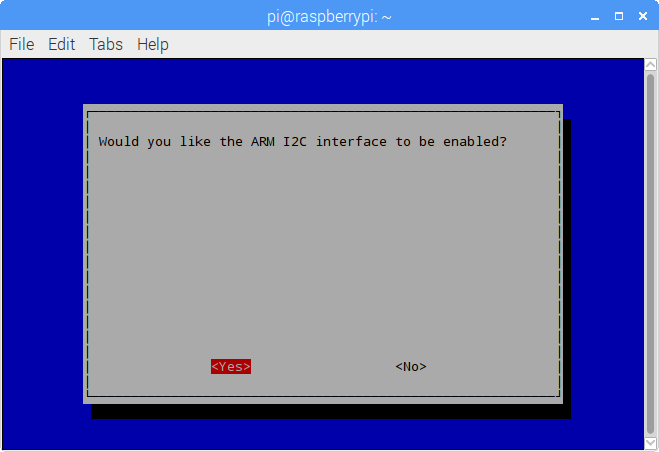 pi@raspberrypi: ~
File Edit Tabs Help
Would you like the ARM I2C interface to be enabled?
<Yes> <No>